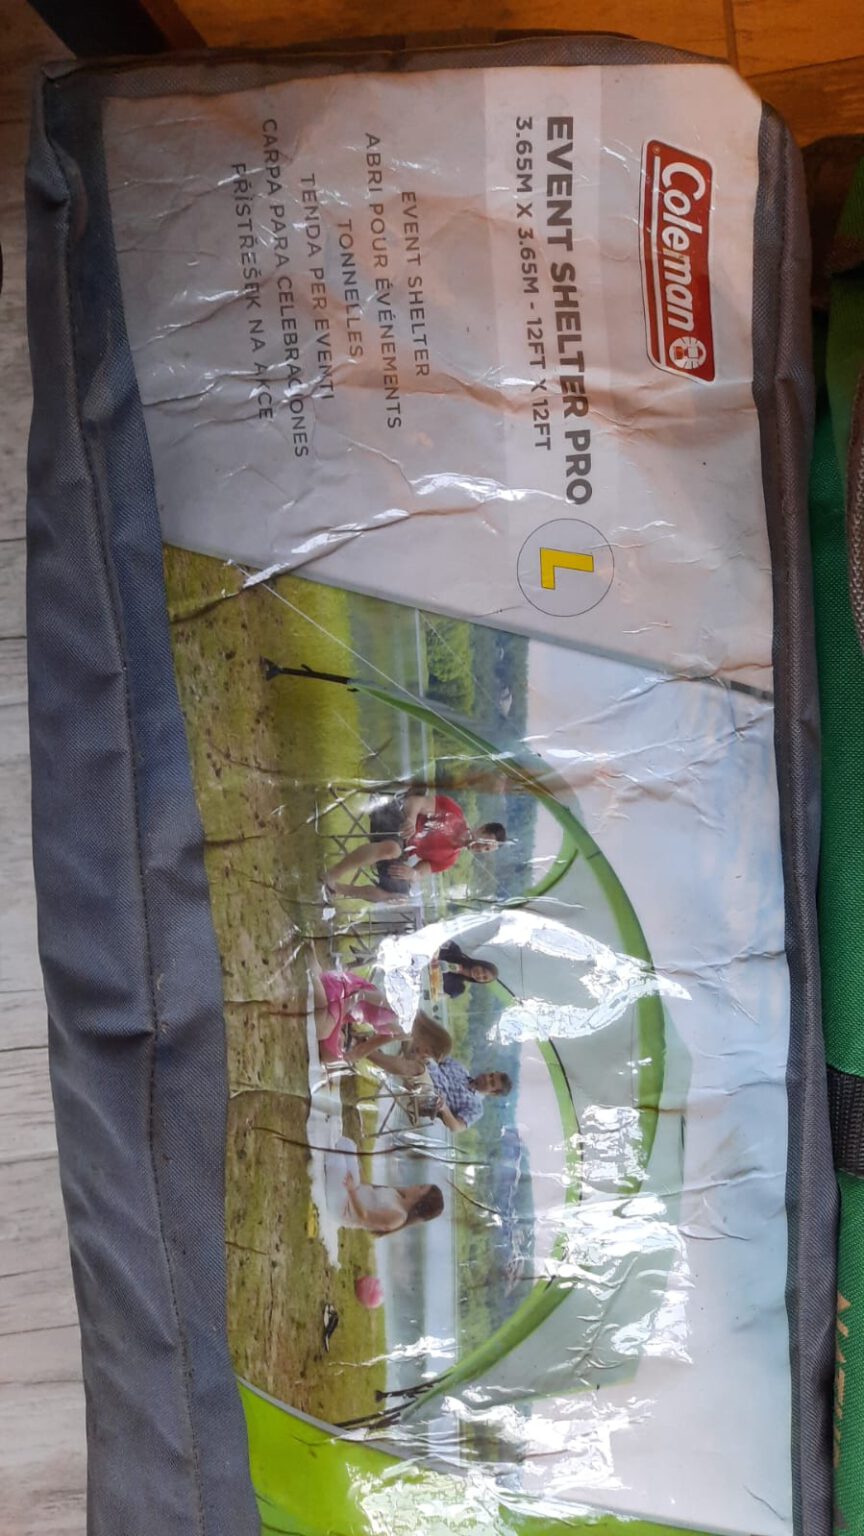 Coleman
EVENT SHELTER PRO
3.65M X 3.65M - 12FT X 12FT
L
EVENT SHELTER
ABRI POUR ÉVÉNEMENTS
TONNELLES
TENDA PER EVENTI
CARPA PARA CELEBRACIONES
PŘÍSTŘEŠEK NA AKCE